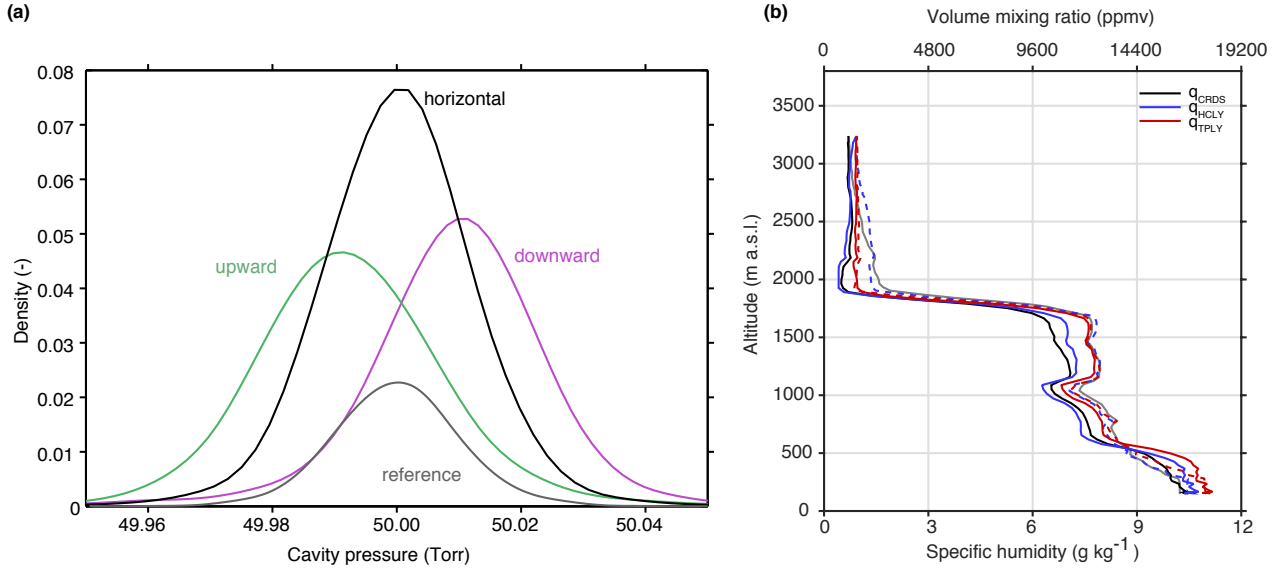 (a)
0.08
0.07
0.06
0.05
0.04
0.03
0.02
0.01
0
Density (-)
horizontal
upward
downward
reference
49.96 49.98 50.00 50.02 50.04
Cavity pressure (Torr)
(b)
Volume mixing ratio (ppmv)
0 4800 9600 14400 19200
3500
3000
2500
2000
1500
1000
500
0
Altitude (m a.s.l.)
qCRDS
qHCLY
qTPLY
0 3 6 9 12
Specific humidity (g kg-1)